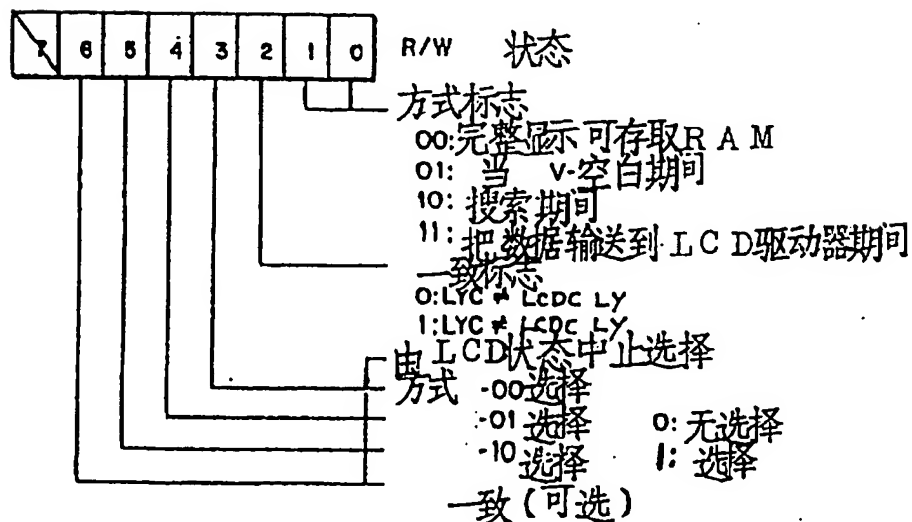 7 6 5 4 3 2 1 0 R/W 状态
方式标志
00:完整显示可存取RAM
01: 当 V-空白期间
10: 搜索期间
11: 把数据输送到LCD驱动器期间
一致标志
0:LYC ≠ LCDC LY
1:LYC ≠ LCDC LY
由LCD状态中止选择
方式 -00选择
-01选择 0:无选择
-10选择 1: 选择
一致(可选)